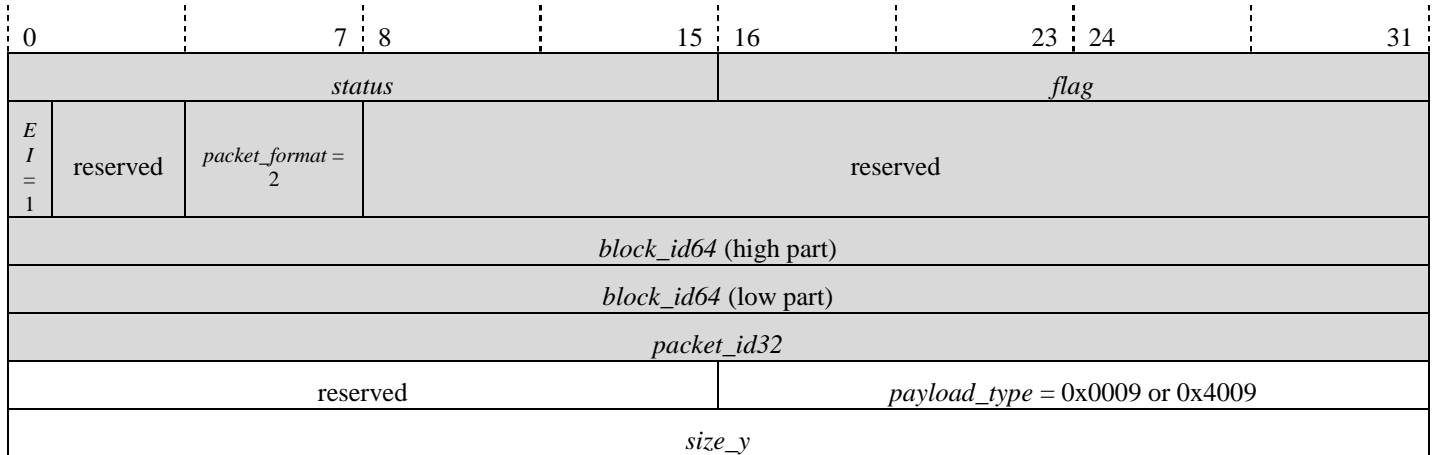 0 7 8 15 16 23 24 31
status flag
E
I
=
1
reserved
packet_format =
2
reserved
block_id64 (high part)
block_id64 (low part)
packet_id32
reserved payload_type = 0x0009 or 0x4009
size_y